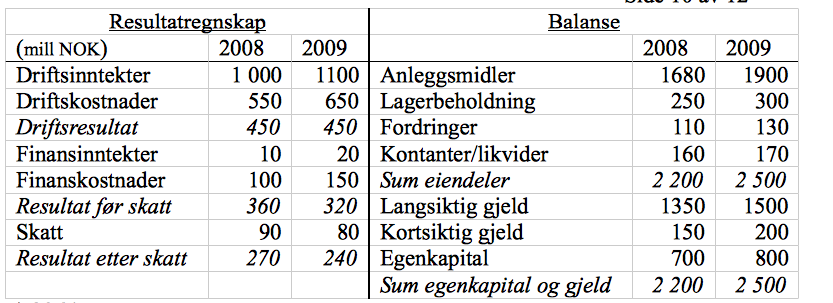 Side 10 av 12
Resultatregnskap Balanse
(mill NOK) 2008 2009 2008 2009
Driftsinntekter 1 000 1100 Anleggsmidler 1680 1900
Driftskostnader 550 650 Lagerbeholdning 250 300
Driftsresultat 450 450 Fordringer 110 130
Finansinntekter 10 20 Kontanter/likvider 160 170
Finanskostnader 100 150 Sum eiendeler 2 200 2 500
Resultat før skatt 360 320 Langsiktig gjeld 1350 1500
Skatt 90 80 Kortsiktig gjeld 150 200
Resultat etter skatt 270 240 Egenkapital 700 800
Sum egenkapital og gjeld 2 200 2 500